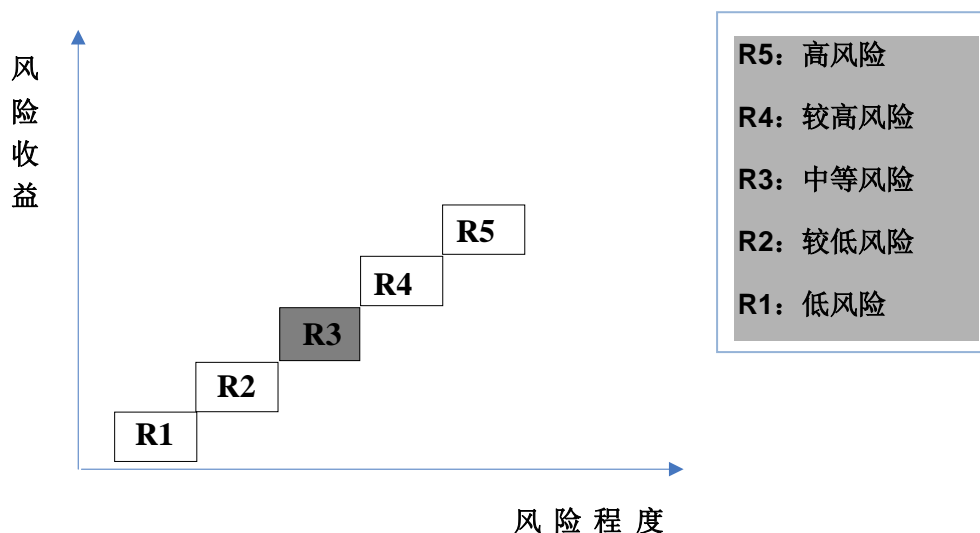 风
险
收
益
R5：高风险
R4：较高风险
R3：中等风险
R2：较低风险
R1：低风险
R5
R4
R3
R2
R1
风险程度